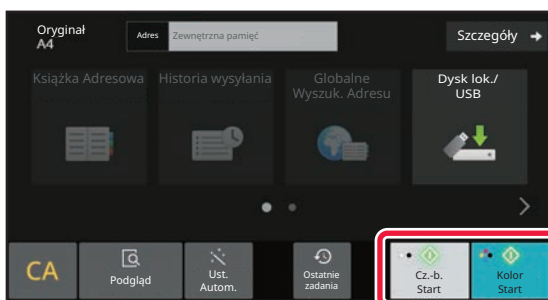 Oryginał
A4
Adres
Zewnętrzna pamięć
Szczegóły
Książka Adresowa
Historia wysyłania
Globalne
Wyszuk. Adresu
Dysk lok./
USB
CA
Podgląd
Ust.
Autom.
Ostatnie
zadania
Cz.-b.
Start
Kolor
Start